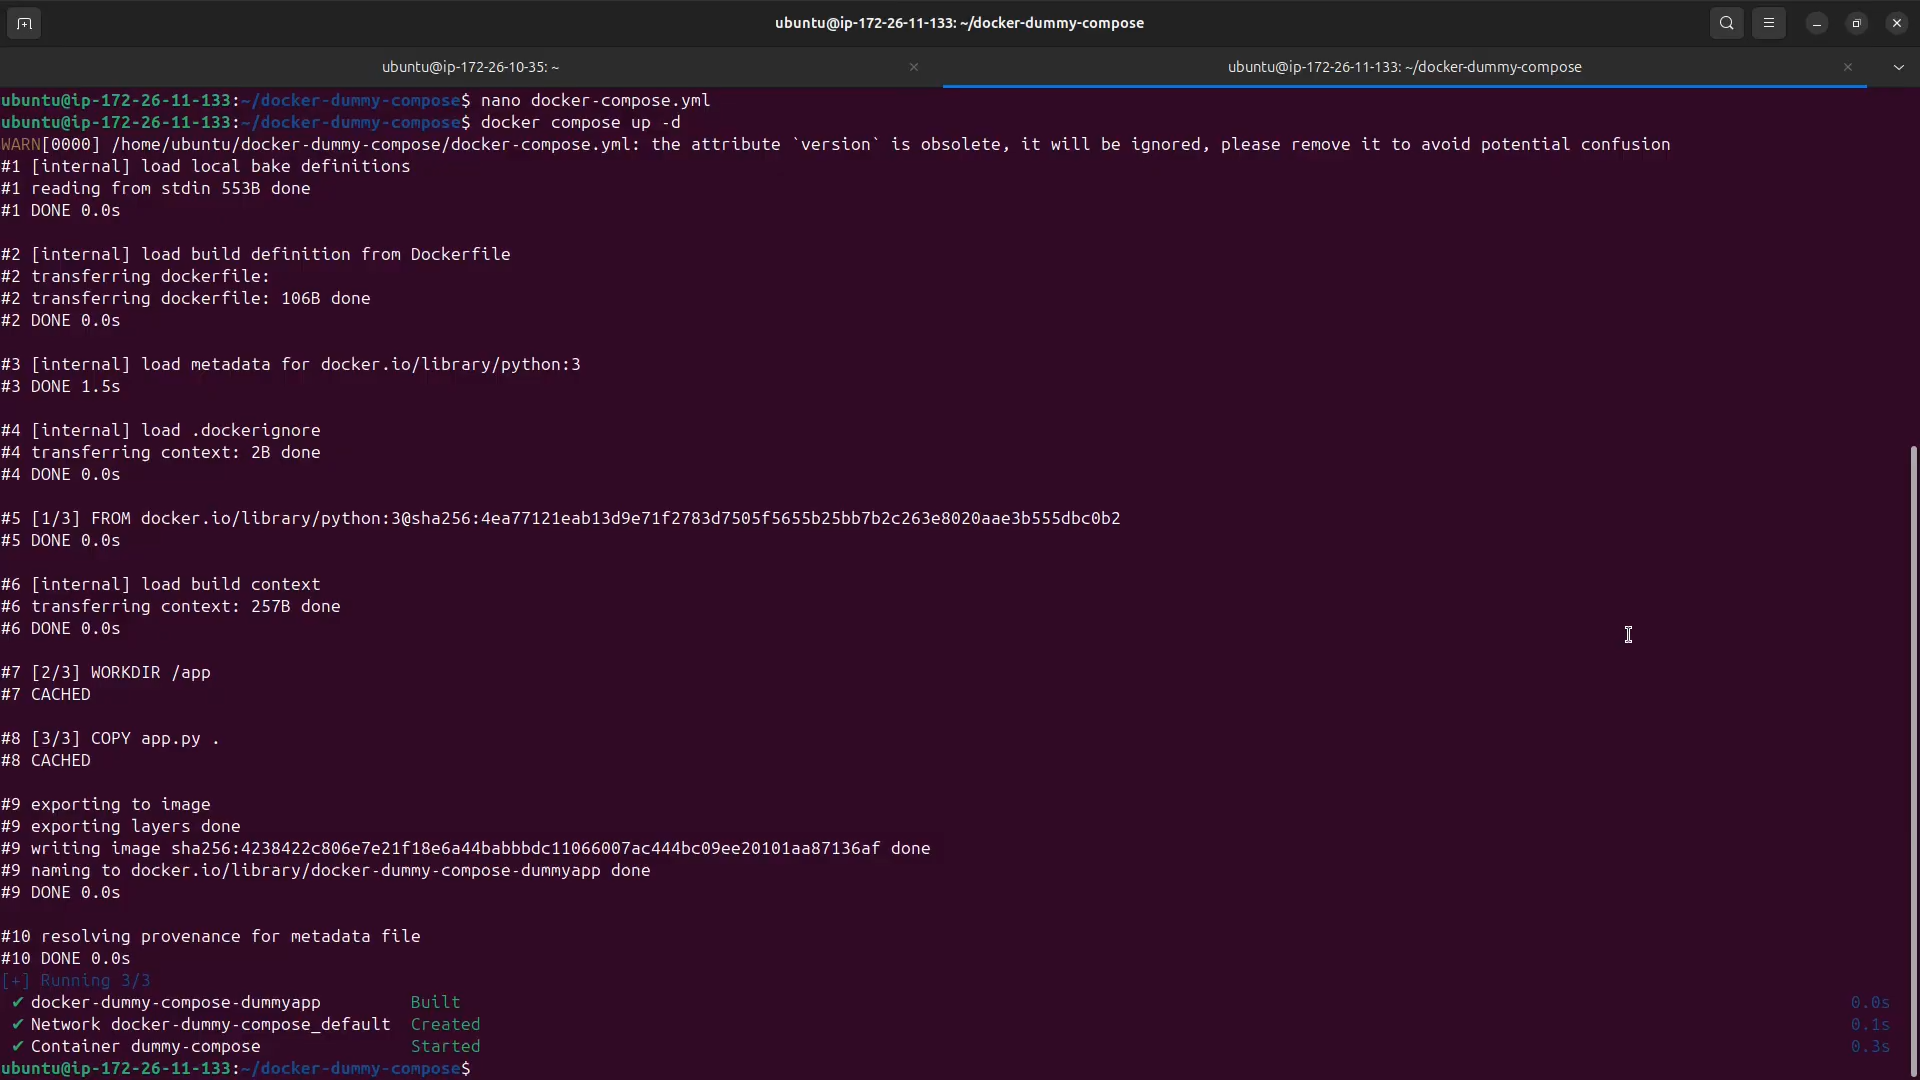 ubuntu@ip-172-26-11-133: ~/docker-dummy-compose
ubuntu@ip-172-26-10-35: ~
ubuntu@ip-172-26-11-133: ~/docker-dummy-compose
ubuntu@ip-172-26-11-133:~/docker-dummy-compose$ nano docker-compose.yml
ubuntu@ip-172-26-11-133:~/docker-dummy-compose$ docker compose up -d
WARN[0000] /home/ubuntu/docker-dummy-compose/docker-compose.yml: the attribute `version` is obsolete, it will be ignored, please remove it to avoid potential confusion
#1 [internal] load local bake definitions
#1 reading from stdin 553B done
#1 DONE 0.0s
#2 [internal] load build definition from Dockerfile
#2 transferring dockerfile:
#2 transferring dockerfile: 106B done
#2 DONE 0.0s
#3 [internal] load metadata for docker.io/library/python:3
#3 DONE 1.5s
#4 [internal] load .dockerignore
#4 transferring context: 2B done
#4 DONE 0.0s
#5 [1/3] FROM docker.io/library/python:3@sha256:4ea77121eab13d9e71f2783d7505f5655b25bb7b2c263e8020aae3b555dbc0b2
#5 DONE 0.0s
#6 [internal] load build context
#6 transferring context: 257B done
#6 DONE 0.0s
#7 [2/3] WORKDIR /app
#7 CACHED
#8 [3/3] COPY app.py .
#8 CACHED
#9 exporting to image
#9 exporting layers done
#9 writing image sha256:4238422c806e7e21f18e6a44babbbdc11066007ac444bc09ee20101aa87136af done
#9 naming to docker.io/library/docker-dummy-compose-dummyapp done
#9 DONE 0.0s
#10 resolving provenance for metadata file
#10 DONE 0.0s
[+] Running 3/3
✔ docker-dummy-compose-dummyapp Built 0.0s
✔ Network docker-dummy-compose_default Created 0.1s
✔ Container dummy-compose Started 0.3s
ubuntu@ip-172-26-11-133:~/docker-dummy-compose$